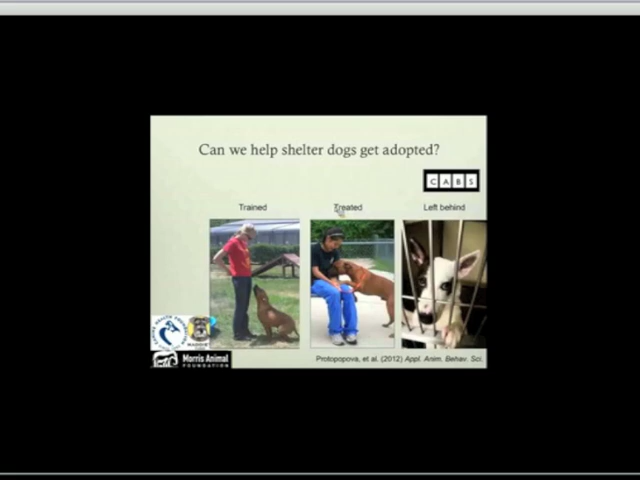 Can we help shelter dogs get adopted?
CABS
Trained
Treated
Left behind
Morris Animal
FOUNDATION
Protopopova, et al. (2012) Appl. Anim. Behav. Sci.